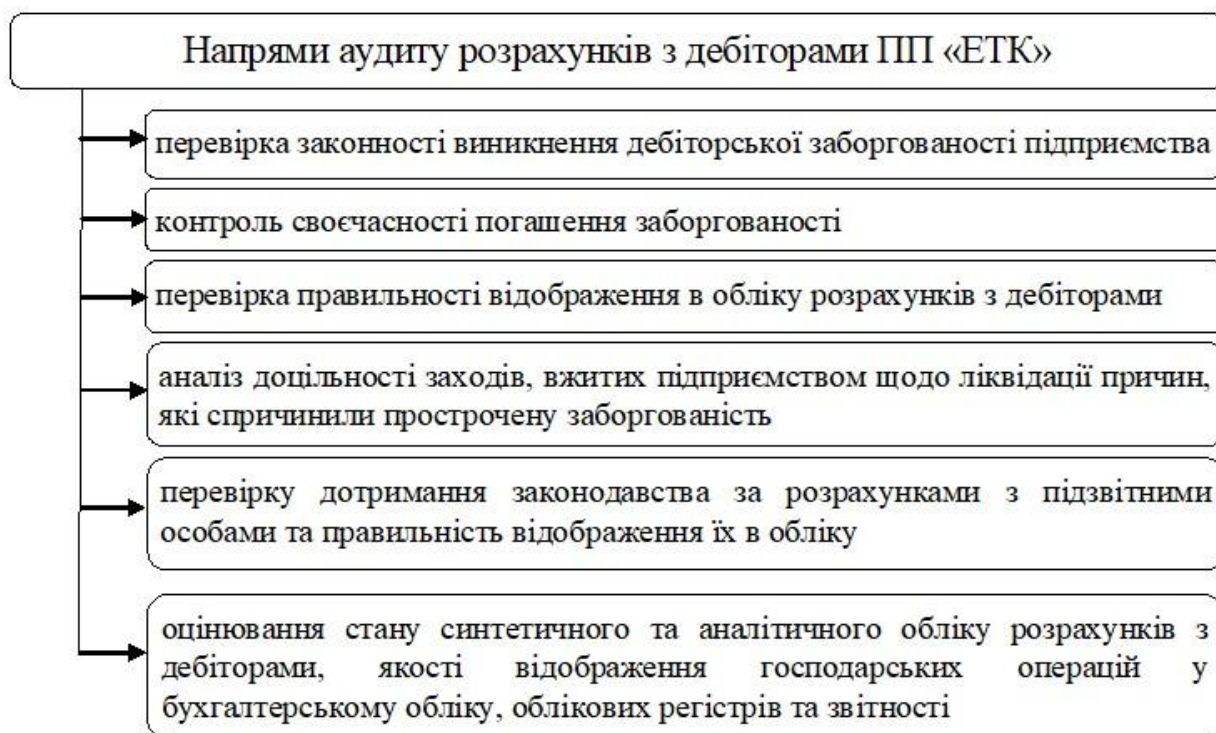 Напрями аудиту розрахунків з дебіторами ПП «ЕТК»
перевірка законності виникнення дебіторської заборгованості підприємства
контроль своєчасності погашення заборгованості
перевірка правильності відображення в обліку розрахунків з дебіторами
аналіз доцільності заходів, вжитих підприємством щодо ліквідації причин,
які спричинили прострочену заборгованість
перевірку дотримання законодавства за розрахунками з підзвітними
особами та правильність відображення їх в обліку
оцінювання стану синтетичного та аналітичного обліку розрахунків з
дебіторами, якості відображення господарських операцій у
бухгалтерському обліку, облікових регістрів та звітності